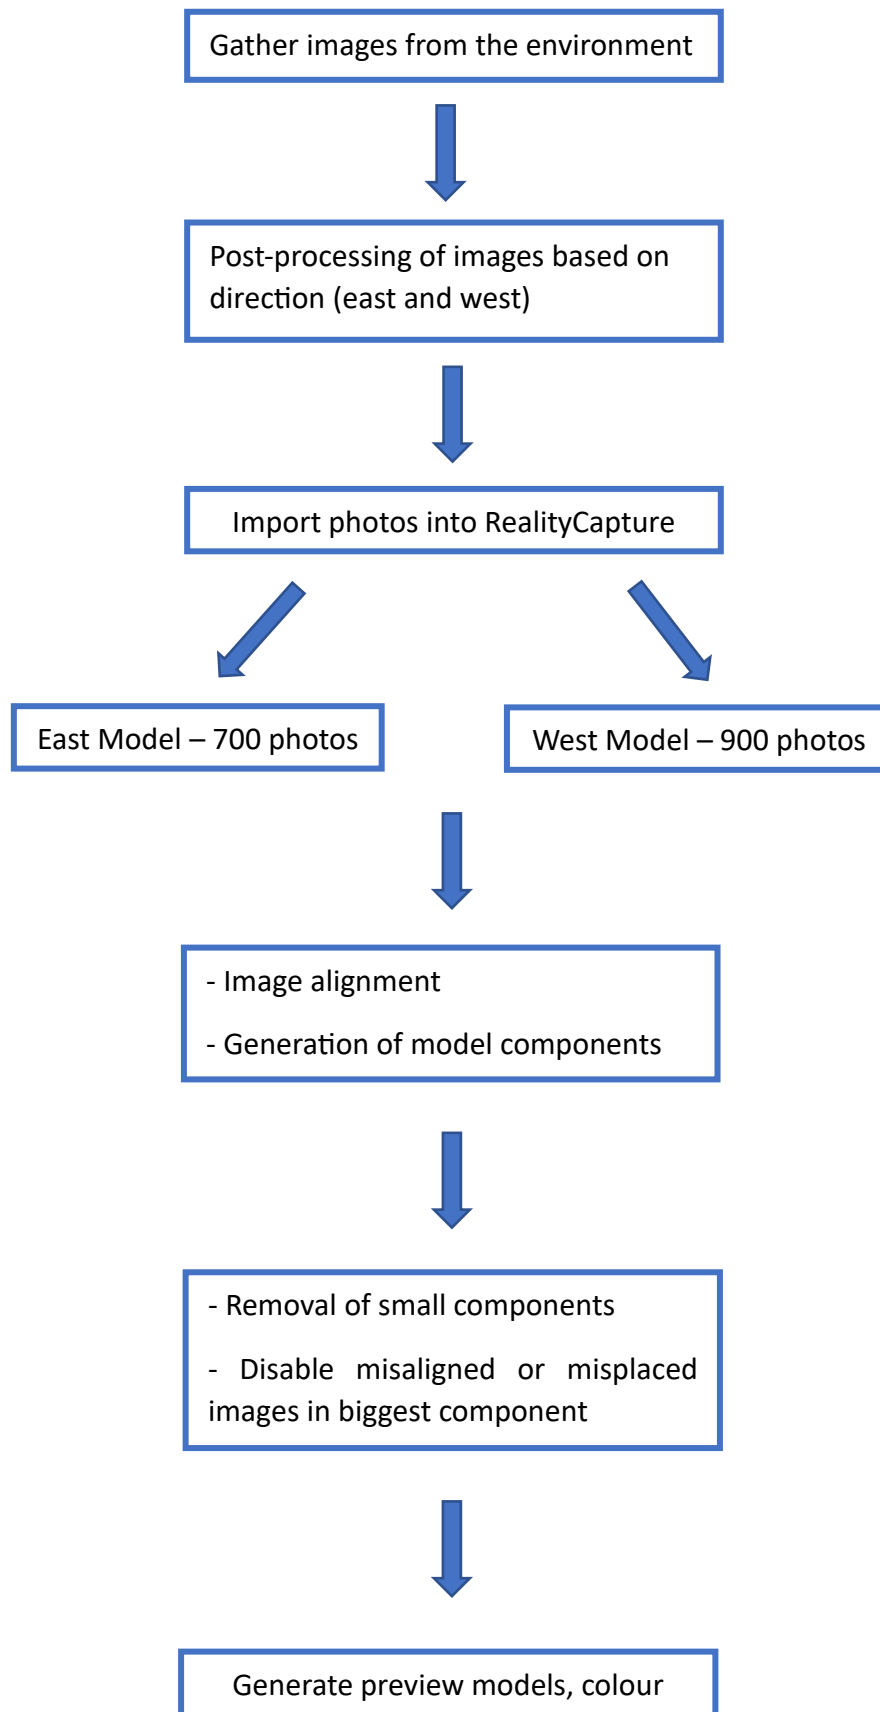 Gather images from the environment
Post-processing of images based on
direction (east and west)
Import photos into RealityCapture
East Model – 700 photos
West Model – 900 photos
- Image alignment
- Generation of model components
- Removal of small components
- Disable misaligned or misplaced
images in biggest component
Generate preview models, colour